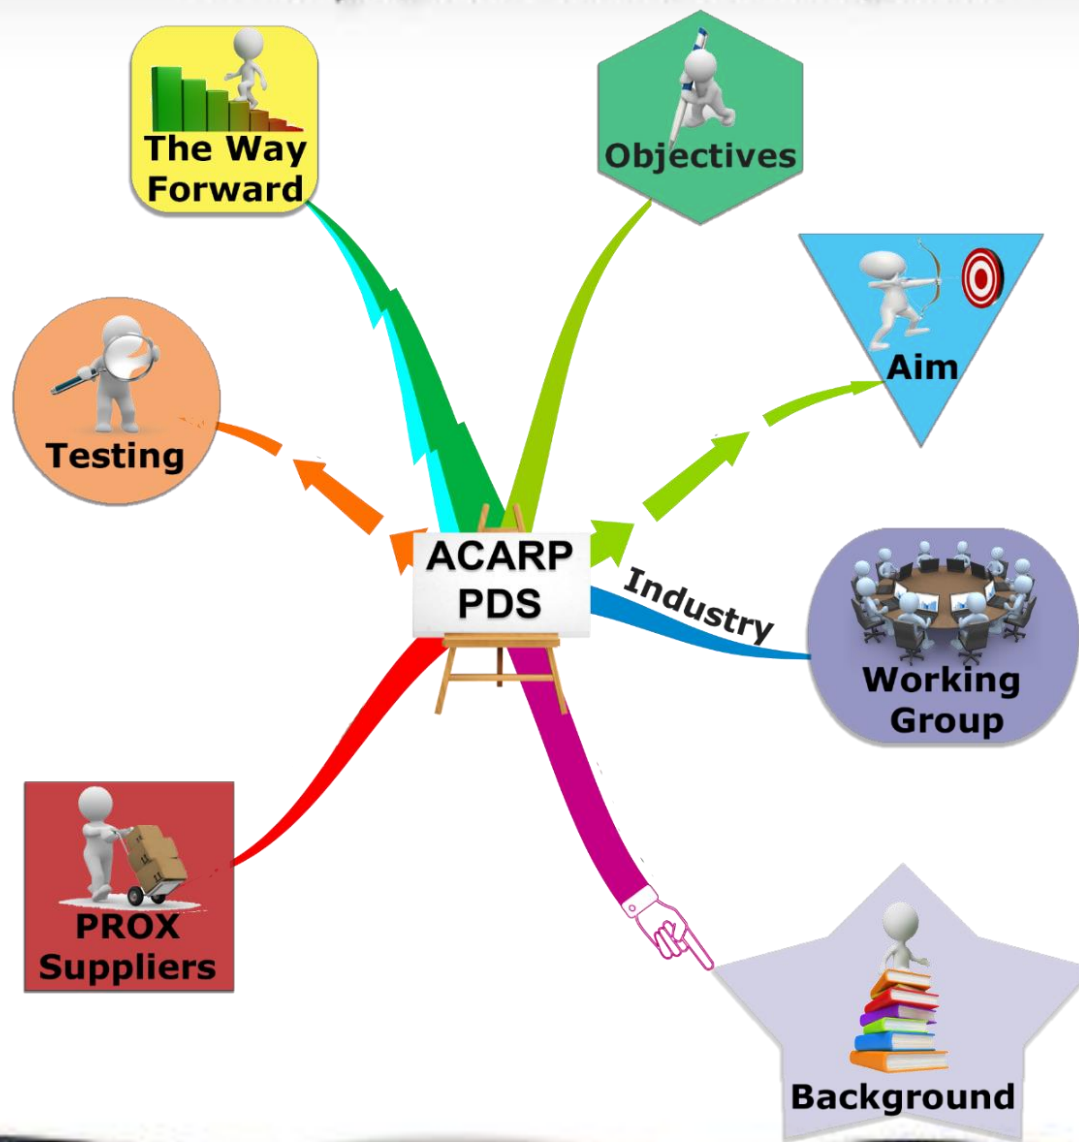 The Way
Forward
Objectives
Aim
Testing
ACARP
PDS
Industry
Working
Group
PROX
Suppliers
Background